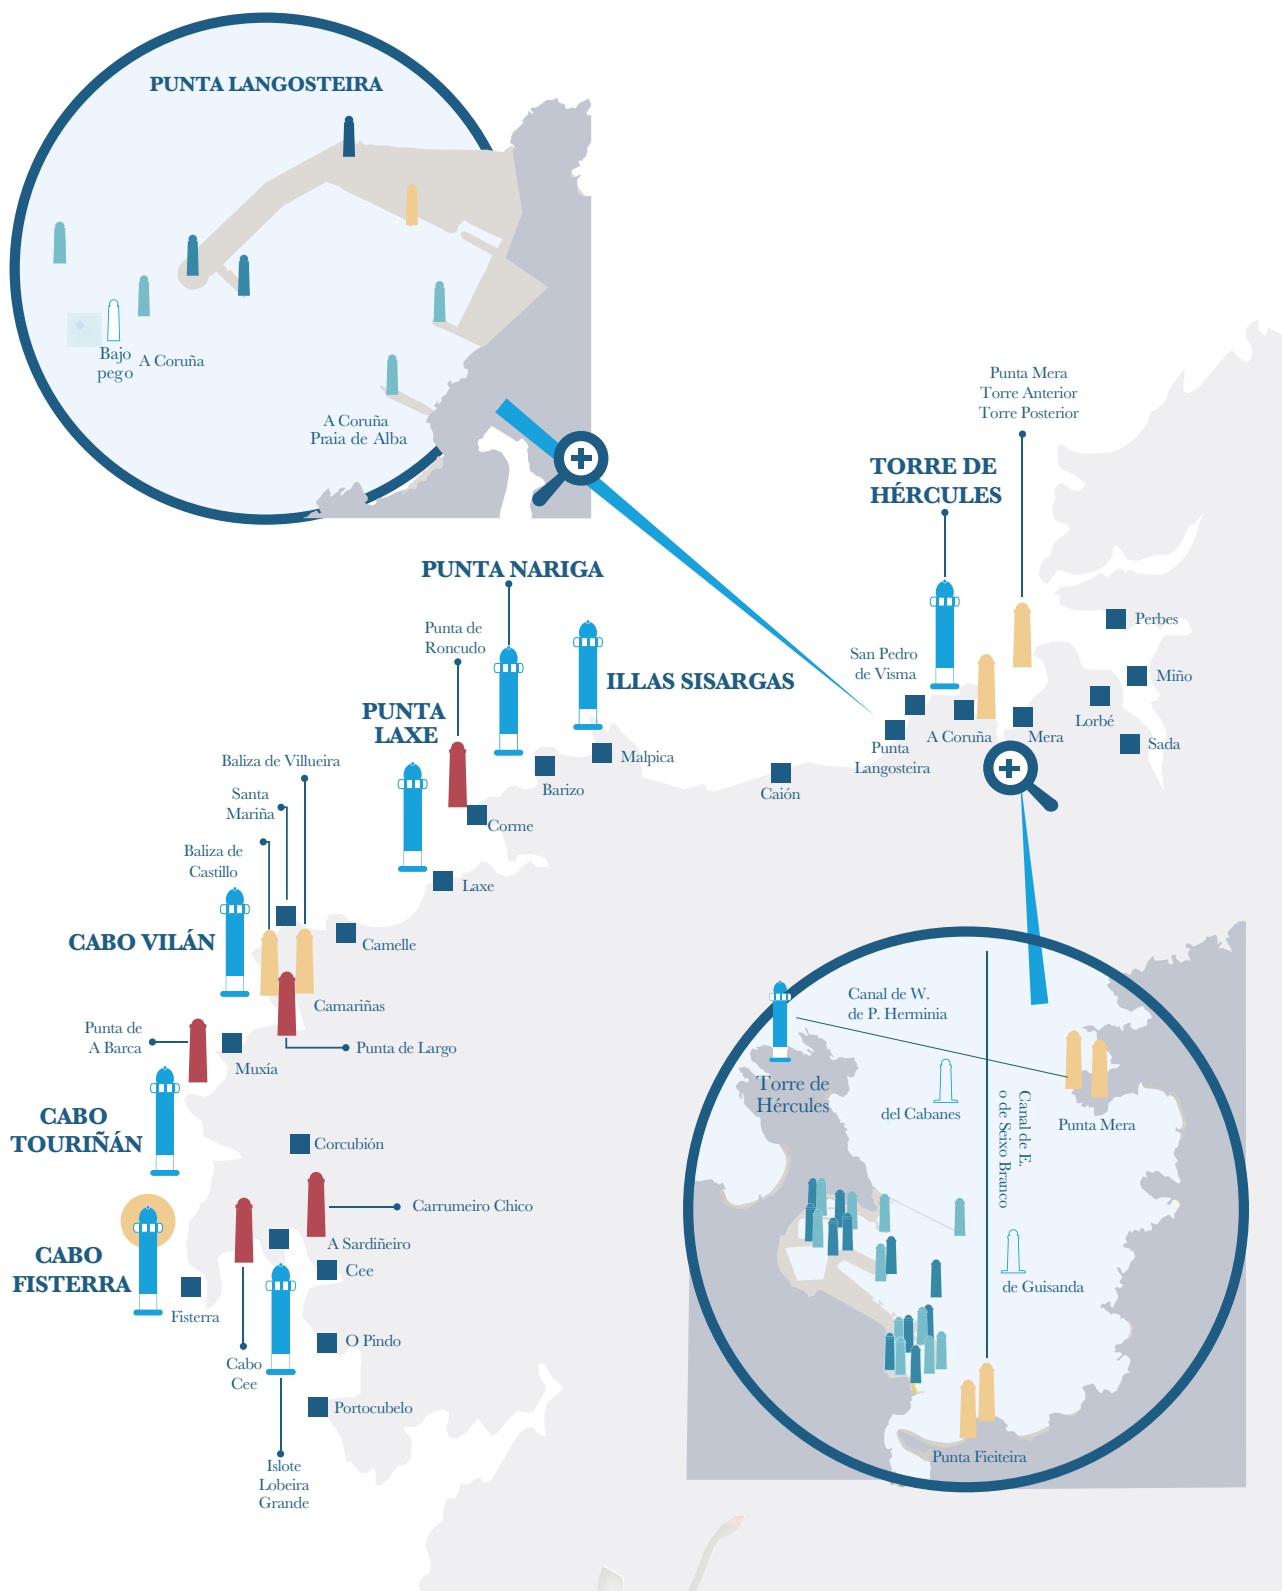 PUNTA LANGOSTEIRA
Bajo
pego
A Coruña
A Coruña
Praia de Alba
Punta Mera
Torre Anterior
Torre Posterior
TORRE DE
HÉRCULES
PUNTA NARIGA
Punta de
Roncudo
ILLAS SISARGAS
PUNTA
LAXE
San Pedro
de Visma
Perbes
Miño
Lorbé
Sada
A Coruña
Mera
Punta
Langosteira
Malpica
Barizo
Caión
Corme
Laxe
Baliza de Villueira
Santa
Mariña
Baliza de
Castillo
CABO VILÁN
Camelle
Camariñas
Punta de Largo
Punta de
A Barca
Muxía
CABO
TOURIÑÁN
Corcubión
Carrumeiro Chico
A Sardiñeiro
Cee
CABO
FISTERRA
Fisterra
O Pindo
Cabo
Cee
Portocubelo
Islote
Lobeira
Grande
Canal de W.
de P. Herminia
Torre de
Hércules
del Cabanes
Canal de E.
o de Seixo Branco
Punta Mera
de Guisanda
Punta Fieiteira